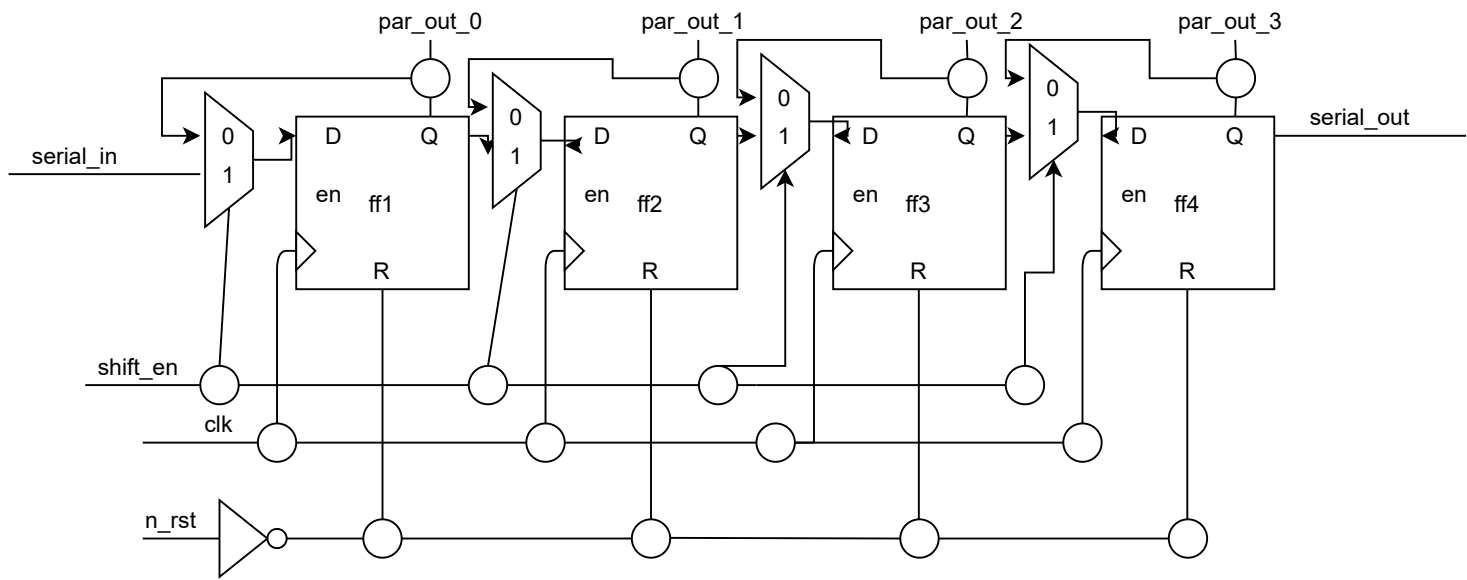 par_out_0
par_out_1
par_out_2
par_out_3
serial_in
0
1
D
Q
en
ff1
R
0
1
D
Q
en
ff2
R
0
1
D
Q
en
ff3
R
0
1
D
Q
en
ff4
R
serial_out
shift_en
clk
n_rst